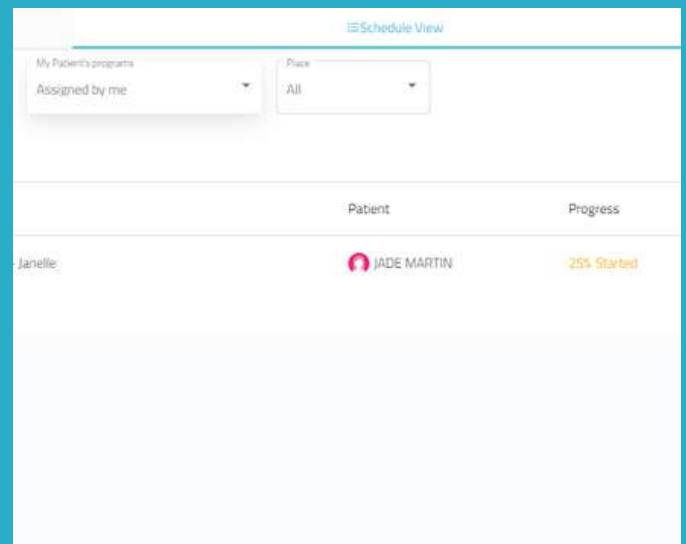 Schedule View
My Patient's programs
Place
Assigned by me
All
Patient Progress
- Janelle JADE MARTIN 25% Started